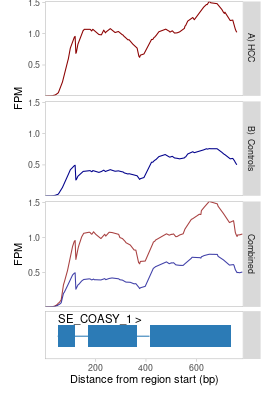 1.5
1.0
0.5
FPM
A) HCC
1.5
1.0
0.5
B) Controls
1.5
1.0
0.5
FPM
Combined
SE_COASY_1 >
200 400 600
Distance from region start (bp)